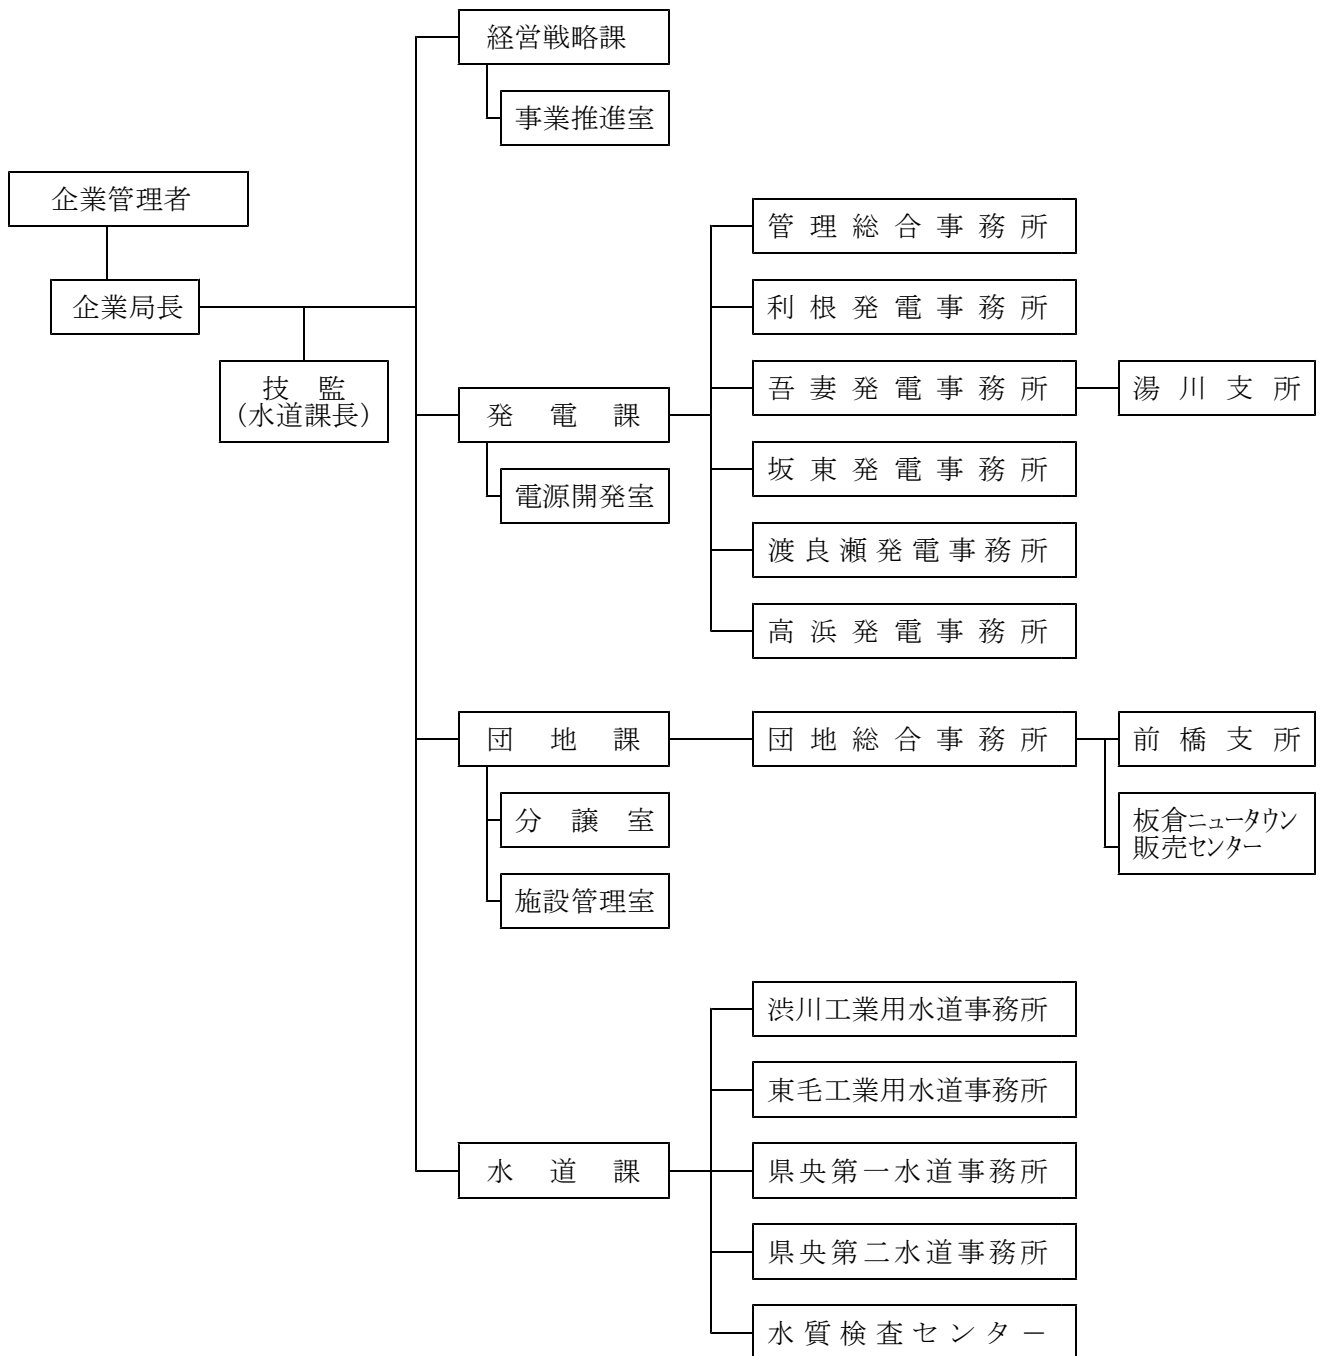 経営戦略課
事業推進室
企業管理者
企業局長
技　監
(水道課長)
発　電　課
電源開発室
管理総合事務所
利根発電事務所
吾妻発電事務所
湯川支所
坂東発電事務所
渡良瀬発電事務所
高浜発電事務所
団　地　課
分　譲　室
施設管理室
団地総合事務所
前橋支所
板倉ニュータウン
販売センター
水　道　課
渋川工業用水道事務所
東毛工業用水道事務所
県央第一水道事務所
県央第二水道事務所
水質検査センター